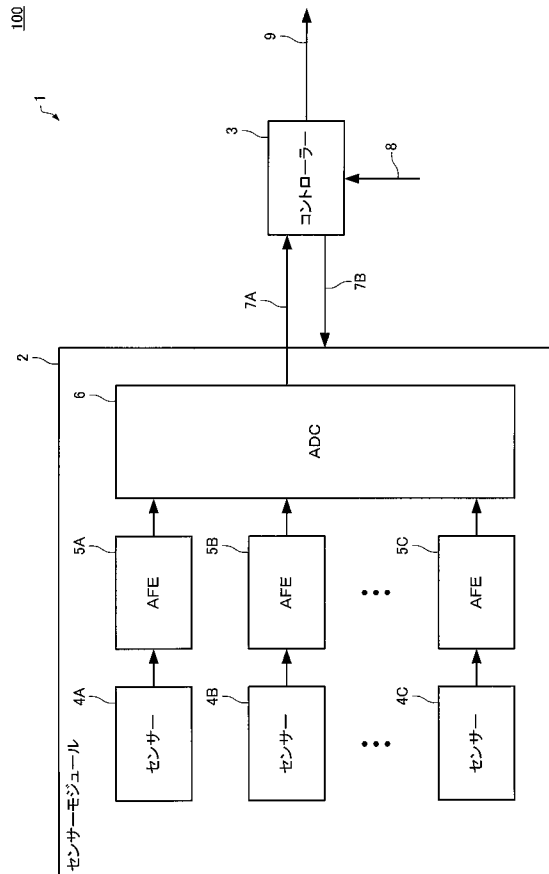 100
1
センサーモジュール
2
4A
センサー
5A
AFE
6
ADC
7A
3
コントローラー
9
4B
センサー
5B
AFE
7B
8
•••
•••
4C
センサー
5C
AFE